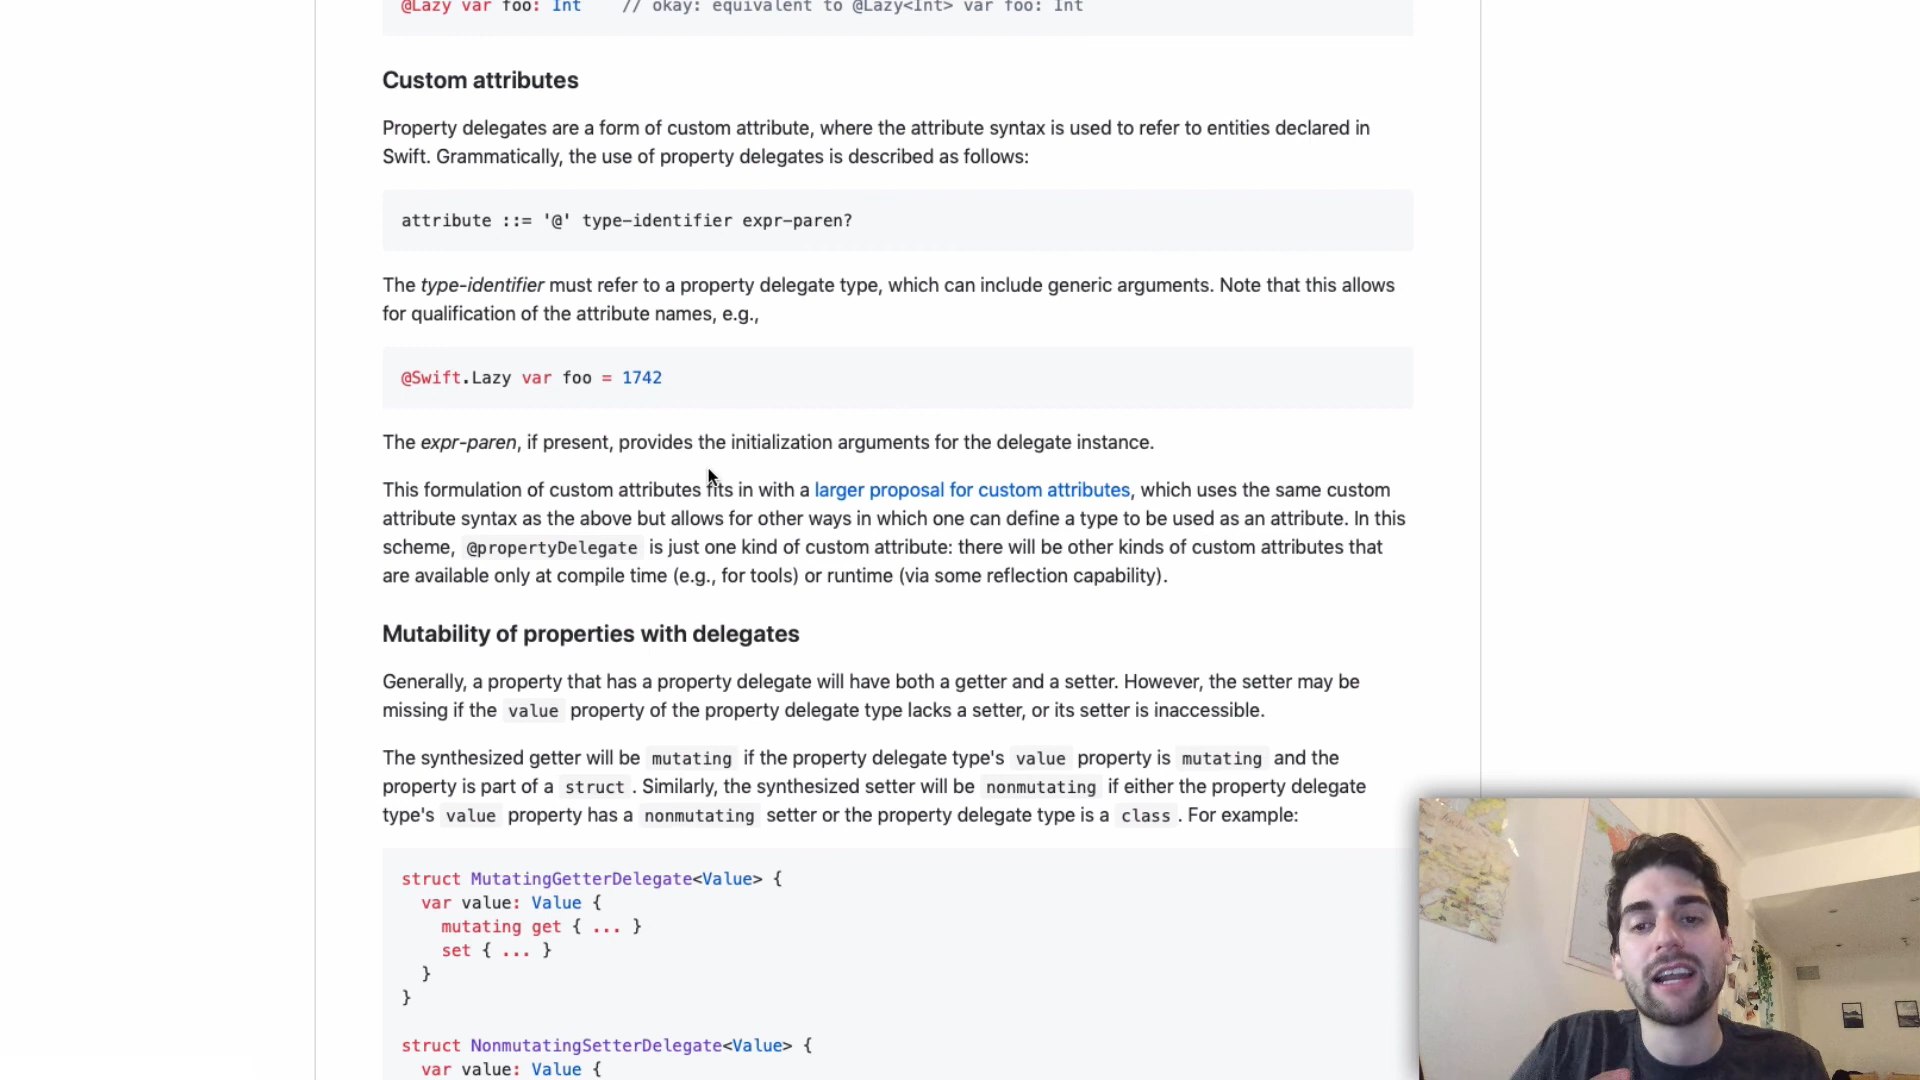 @Lazy var foo: Int    // okay: equivalent to @Lazy<Int> var foo: Int
Custom attributes
Property delegates are a form of custom attribute, where the attribute syntax is used to refer to entities declared in
Swift. Grammatically, the use of property delegates is described as follows:
attribute ::= '@' type-identifier expr-paren?
The type-identifier must refer to a property delegate type, which can include generic arguments. Note that this allows
for qualification of the attribute names, e.g.,
@Swift.Lazy var foo = 1742
The expr-paren, if present, provides the initialization arguments for the delegate instance.
This formulation of custom attributes fits in with a larger proposal for custom attributes, which uses the same custom
attribute syntax as the above but allows for other ways in which one can define a type to be used as an attribute. In this
scheme, @propertyDelegate is just one kind of custom attribute: there will be other kinds of custom attributes that
are available only at compile time (e.g., for tools) or runtime (via some reflection capability).
Mutability of properties with delegates
Generally, a property that has a property delegate will have both a getter and a setter. However, the setter may be
missing if the value property of the property delegate type lacks a setter, or its setter is inaccessible.
The synthesized getter will be mutating if the property delegate type's value property is mutating and the
property is part of a struct . Similarly, the synthesized setter will be nonmutating if either the property delegate
type's value property has a nonmutating setter or the property delegate type is a class . For example:
struct MutatingGetterDelegate<Value> {
  var value: Value {
    mutating get { ... }
    set { ... }
  }
}
struct NonmutatingSetterDelegate<Value> {
  var value: Value {